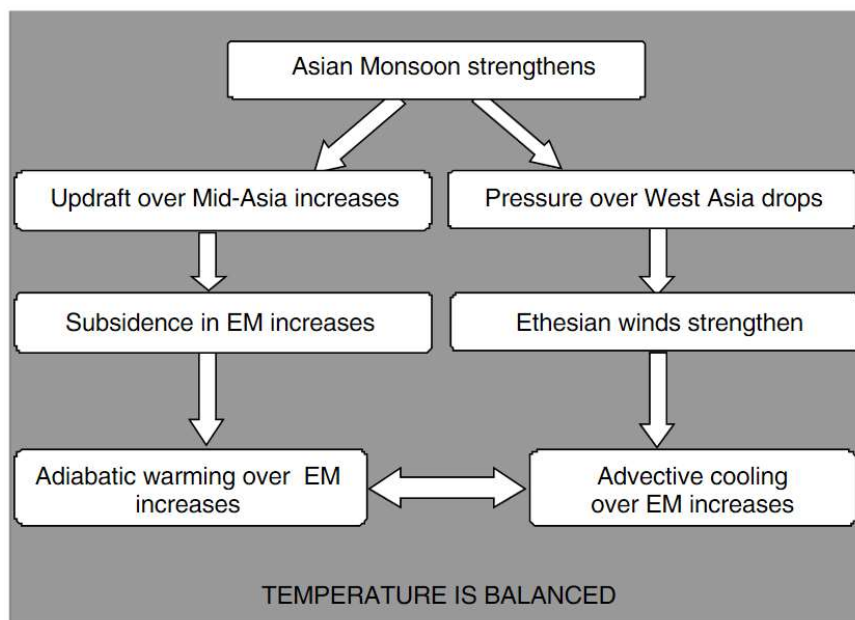 Asian Monsoon strengthens
Updraft over Mid-Asia increases
Pressure over West Asia drops
Subsidence in EM increases
Ethesian winds strengthen
Adiabatic warming over EM
increases
Advective cooling
over EM increases
TEMPERATURE IS BALANCED